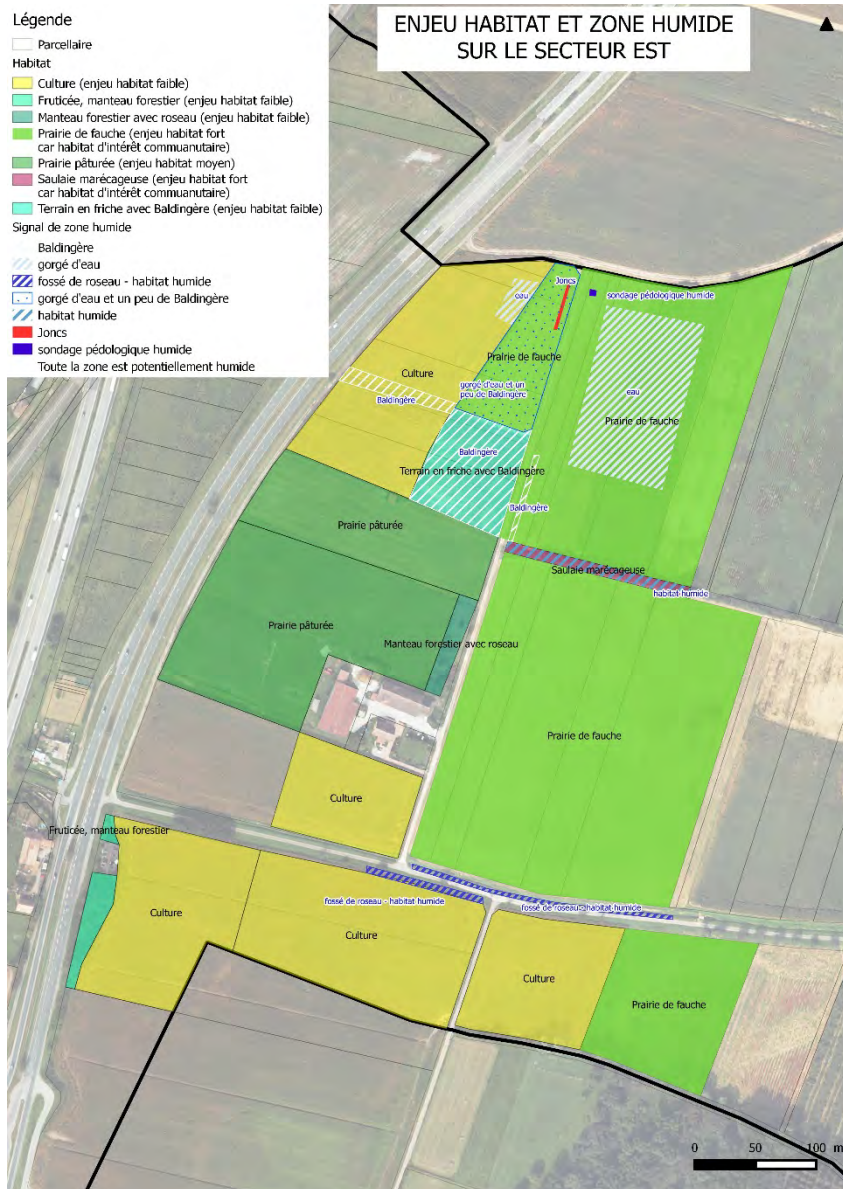 ENJEU HABITAT ET ZONE HUMIDE
SUR LE SECTEUR EST
Légende
Parcellaire
Habitat
Culture (enjeu habitat faible)
Fruticée, manteau forestier (enjeu habitat faible)
Manteau forestier avec roseau (enjeu habitat faible)
Prairie de fauche (enjeu habitat fort
car habitat d'intérêt commuanutaire)
Prairie pâturée (enjeu habitat moyen)
Saulaie marécageuse (enjeu habitat fort
car habitat d'intérêt commuanutaire)
Terrain en friche avec Baldingère (enjeu habitat faible)
Signal de zone humide
Baldingère
gorgé d'eau
fossé de roseau - habitat humide
gorgé d'eau et un peu de Baldingère
habitat humide
Joncs
sondage pédologique humide
Toute la zone est potentiellement humide
Joncs
eau
sondage pédologique humide
Prairie de fauche
Culture
gorgé d'eau et un
peu de Baldingère
eau
Prairie de fauche
Baldingère
Baldingère
Terrain en friche avec Baldingère
Baldingère
Prairie pâturée
Saulaie marécageuse
habitat humide
Prairie pâturée
Manteau forestier avec roseau
Prairie de fauche
Culture
Fruticée, manteau forestier
fossé de roseau - habitat humide
fossé de roseau - habitat humide
Culture
Culture
Culture
Prairie de fauche
0 50 100 m